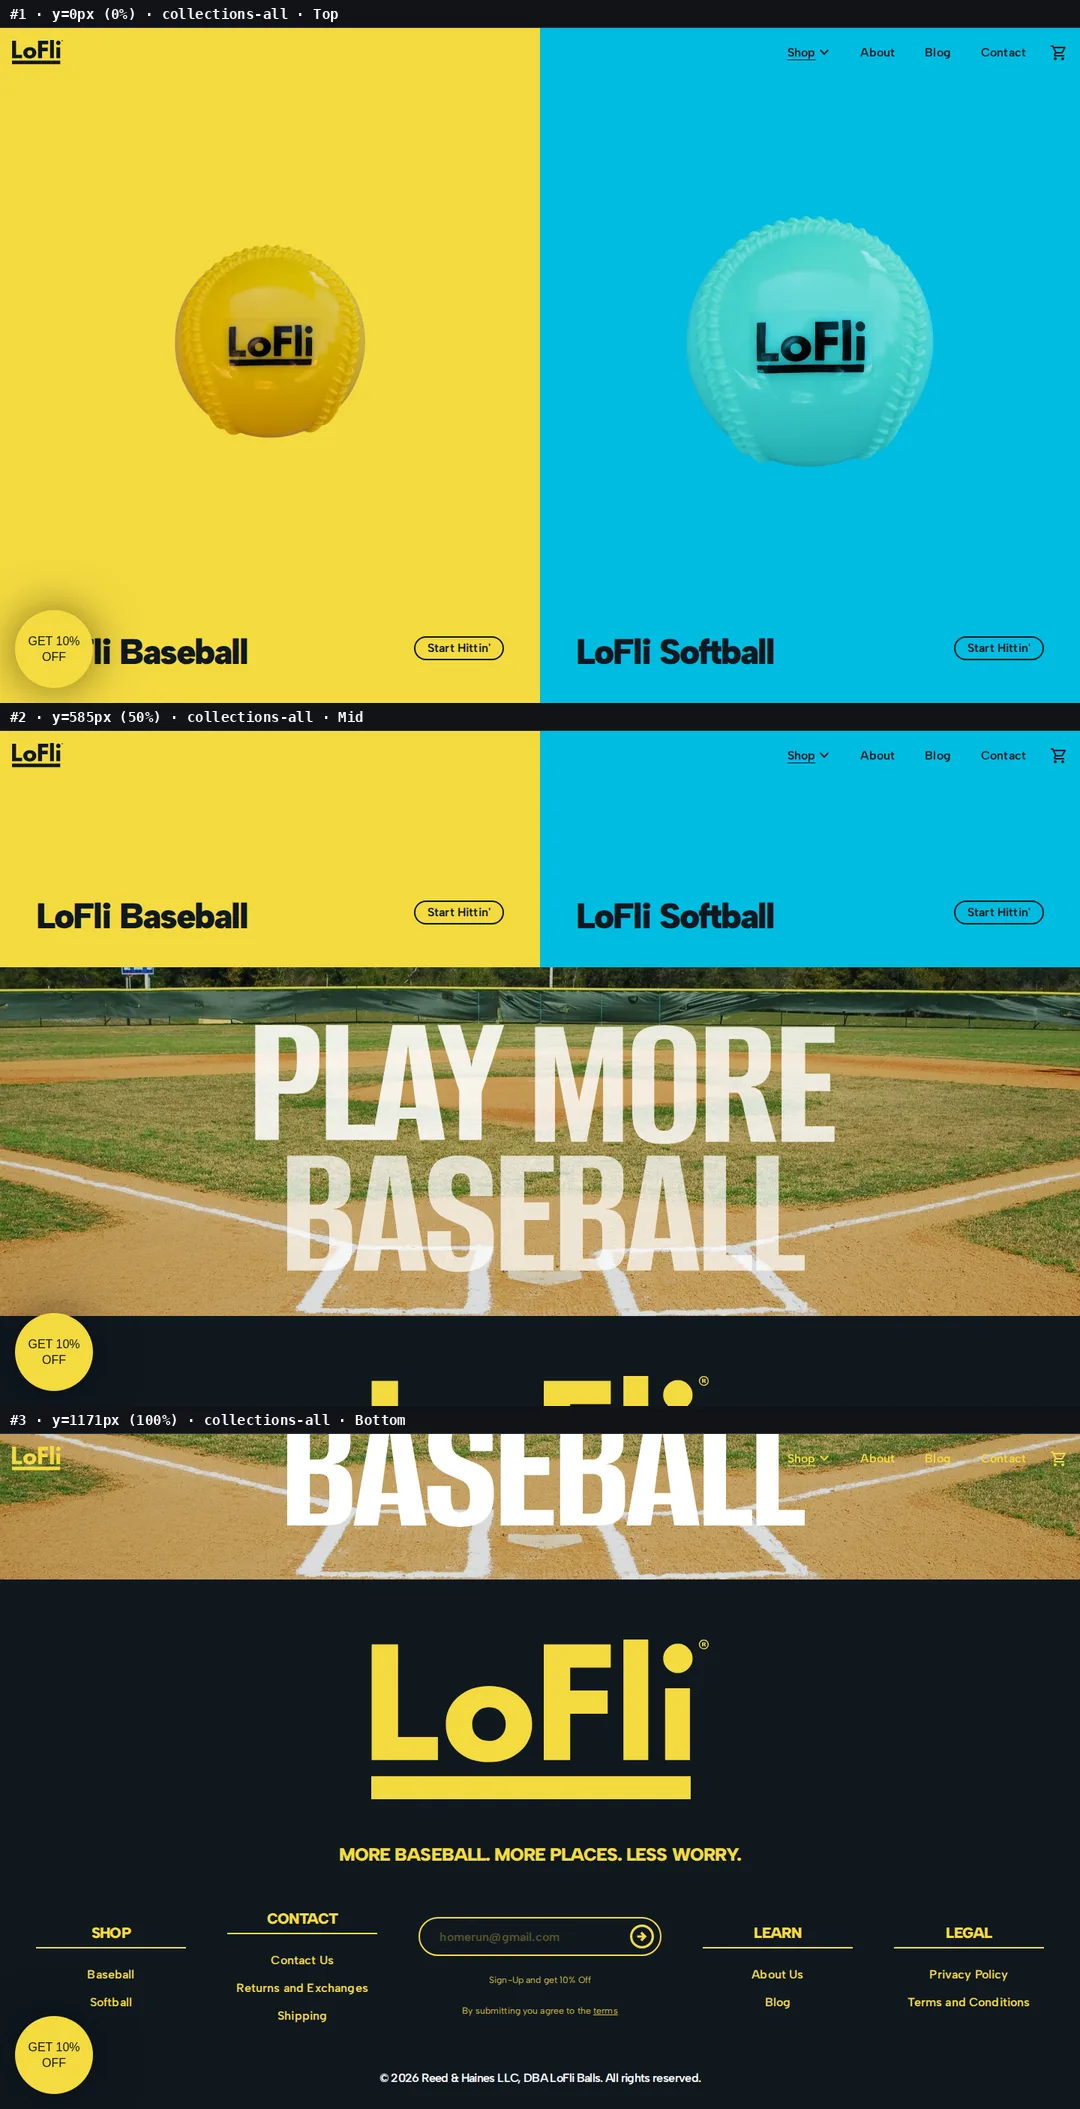 #1 · y=0px (0%) · collections-all · Top
LoFli
Shop About Blog Contact
LoFli
LoFli
GET 10%
OFF
li Baseball
Start Hittin'
LoFli Softball
Start Hittin'
#2 · y=585px (50%) · collections-all · Mid
LoFli
Shop About Blog Contact
LoFli Baseball
Start Hittin'
LoFli Softball
Start Hittin'
PLAY MORE
BASEBALL
GET 10%
OFF
LoFli®
#3 · y=1171px (100%) · collections-all · Bottom
LoFli
Shop About Blog Contact
BASEBALL
LoFli®
MORE BASEBALL. MORE PLACES. LESS WORRY.
SHOP
Baseball
Softball
CONTACT
Contact Us
Returns and Exchanges
Shipping
homerun@gmail.com
Sign-Up and get 10% Off
By submitting you agree to the terms
LEARN
About Us
Blog
LEGAL
Privacy Policy
Terms and Conditions
GET 10%
OFF
© 2026 Reed & Haines LLC, DBA LoFli Balls. All rights reserved.